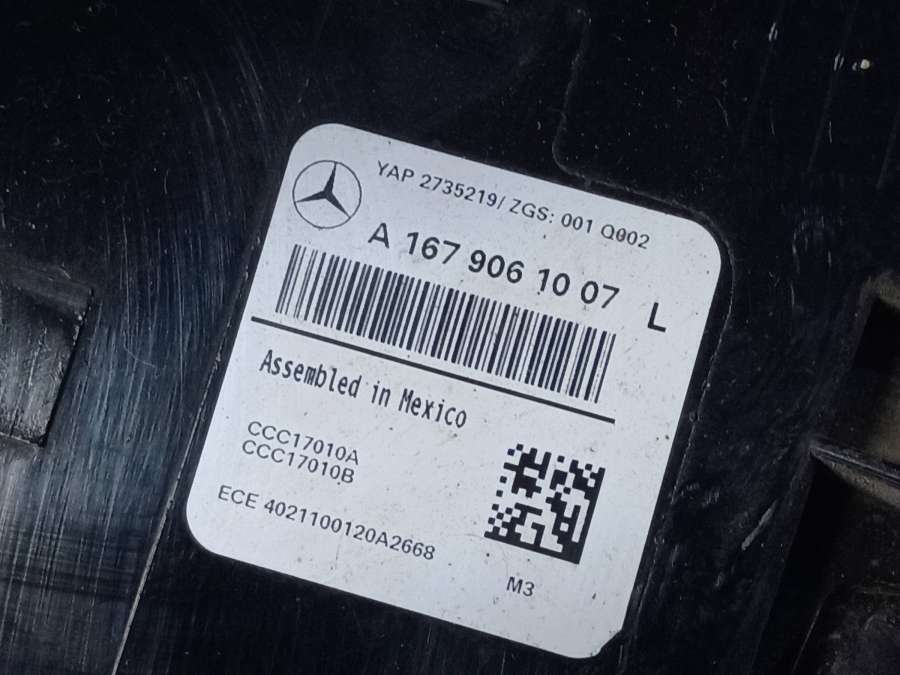 YAP 2735219/ ZGS: 001 Q002
A 167 906 10 07 L
Assembled in Mexico
CCC17010A
CCC17010B
ECE 4021100120A2668
M3